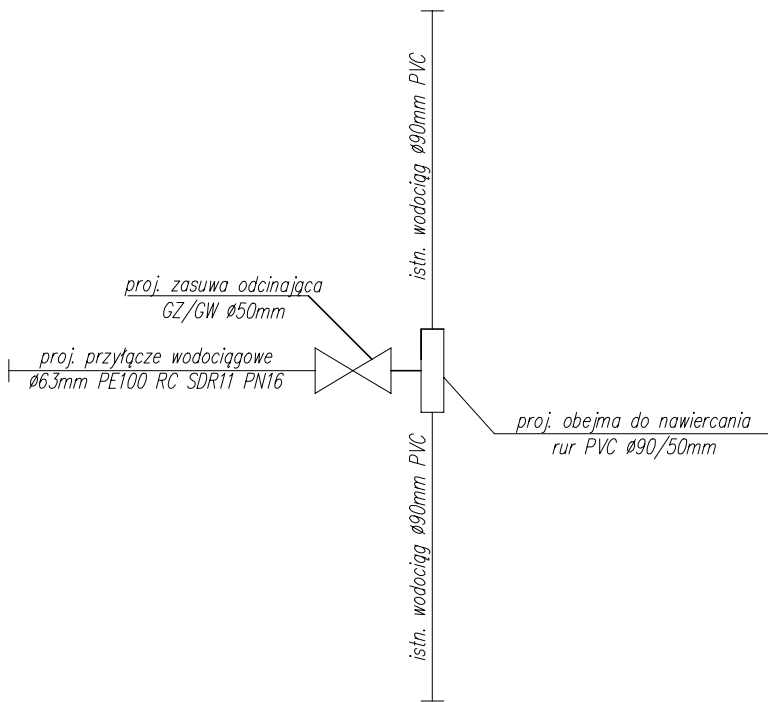 istn. wodociąg ø90mm PVC
proj. zasuwa odcinająca
GZ/GW ø50mm
proj. przyłącze wodociągowe
ø63mm PE100 RC SDR11 PN16
proj. obejma do nawiercania
rur PVC ø90/50mm
istn. wodociąg ø90mm PVC